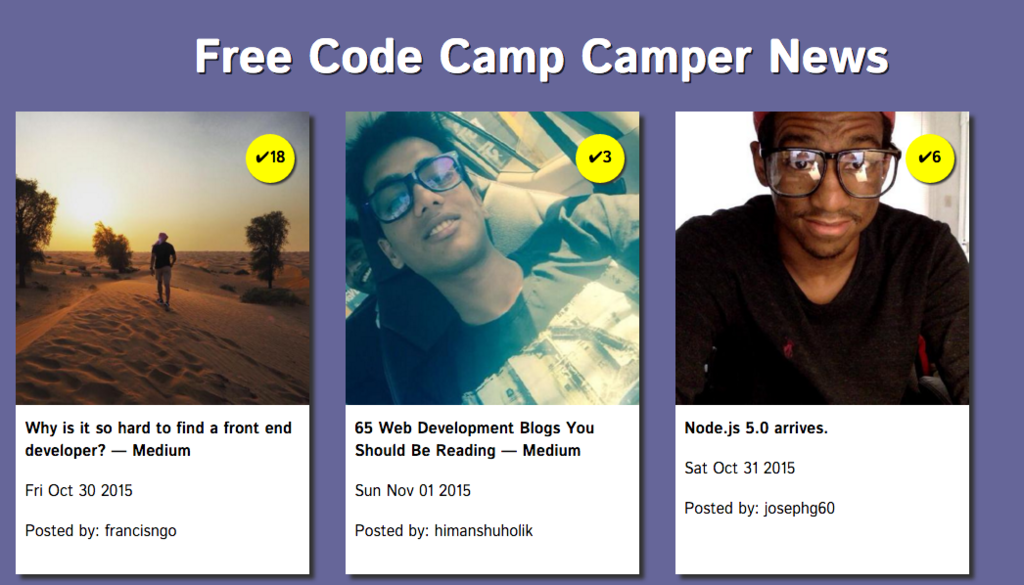 Free Code Camp Camper News
✔18
✔3
✔6
Why is it so hard to find a front end
developer? — Medium
Fri Oct 30 2015
Posted by: francisngo
65 Web Development Blogs You
Should Be Reading — Medium
Sun Nov 01 2015
Posted by: himanshuholik
Node.js 5.0 arrives.
Sat Oct 31 2015
Posted by: josephg60